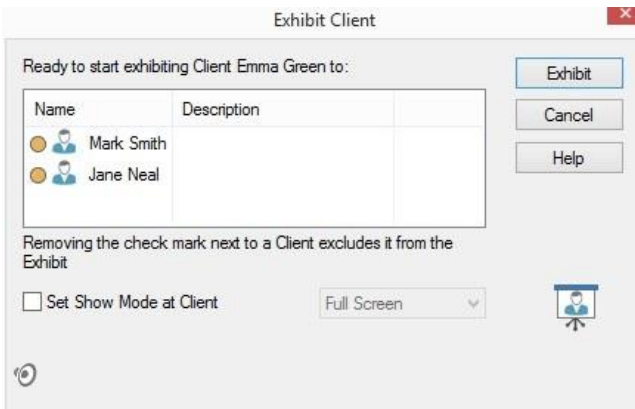 Exhibit Client
Ready to start exhibiting Client Emma Green to:
Exhibit
Name Description
Cancel
Mark Smith
Help
Jane Neal
Removing the check mark next to a Client excludes it from the
Exhibit
Set Show Mode at Client Full Screen